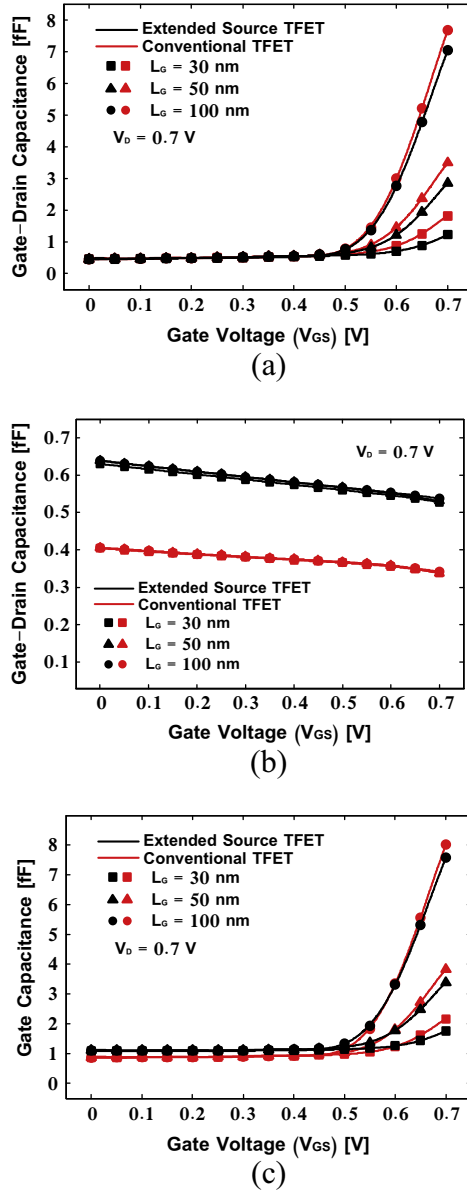 8
7
6
5
4
3
2
1
0
Gate-Drain Capacitance [fF]
Extended Source TFET
Conventional TFET
LG = 30 nm
LG = 50 nm
LG = 100 nm
VD = 0.7 V
0 0.1 0.2 0.3 0.4 0.5 0.6 0.7
Gate Voltage (VGS) [V]
(a)
0.7
0.6
0.5
0.4
0.3
0.2
0.1
Gate-Drain Capacitance [fF]
VD = 0.7 V
Extended Source TFET
Conventional TFET
LG = 30 nm
LG = 50 nm
LG = 100 nm
0 0.1 0.2 0.3 0.4 0.5 0.6 0.7
Gate Voltage (VGS) [V]
(b)
8
7
6
5
4
3
2
1
0
Gate Capacitance [fF]
Extended Source TFET
Conventional TFET
LG = 30 nm
LG = 50 nm
LG = 100 nm
VD = 0.7 V
0 0.1 0.2 0.3 0.4 0.5 0.6 0.7
Gate Voltage (VGS) [V]
(c)